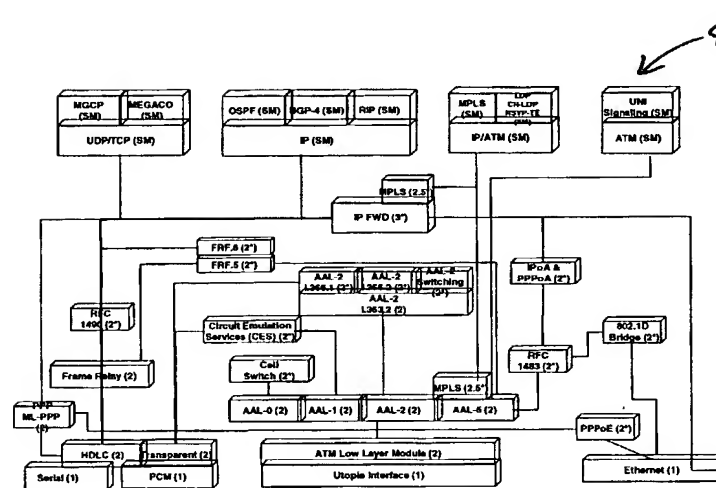 MGCP MEGACO
(SM) (SM)
UDP/TCP (SM)
OSPF (SM) BGP-4 (SM) RIP (SM)
IP (SM)
MPLS
(SM)
LDP
CR-LDP
RSVP-TE
(SM)
IP/ATM (SM)
UNI
Signaling (SM)
ATM (SM)
MPLS (2.5*)
IP FWD (3*)
FRF.8 (2*)
FRF.5 (2*)
AAL-2 AAL-2 AAL-2
Switching
AAL-2
I.363.2 (2)
IPoA &
PPPoA (2*)
RFC
1490 (2*)
Circuit Emulation
Services (CES) (2*)
802.1D
Bridge (2*)
Frame Relay (2)
Cell
Switch (2*)
RFC
1483 (2*)
MPLS (2.5*)
AAL-0 (2) AAL-1 (2) AAL-2 (2) AAL-5 (2)
PPP
ML-PPP
(2)
PPPoE (2*)
HDLC (2) Transparent (2)
ATM Low Layer Module (2)
Serial (1) PCM (1)
Utopia Interface (1)
Ethernet (1)